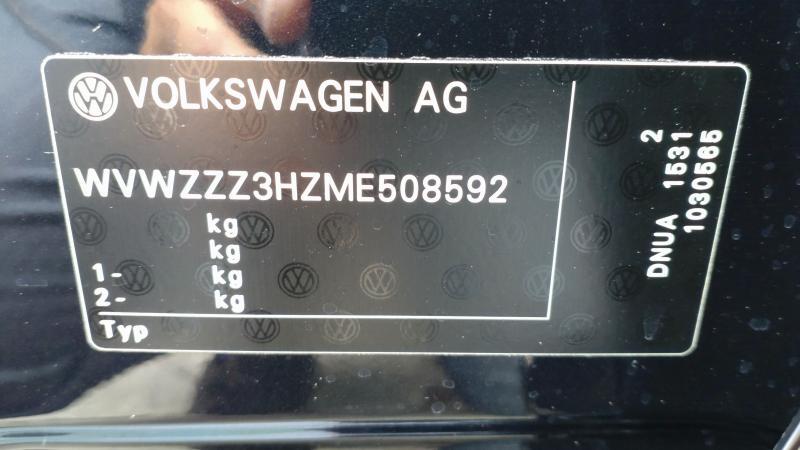 VOLKSWAGEN AG
WVWZZZ3HZME508592
kg
kg
1- kg
2- kg
Typ
2
DNUA 1531
1030565